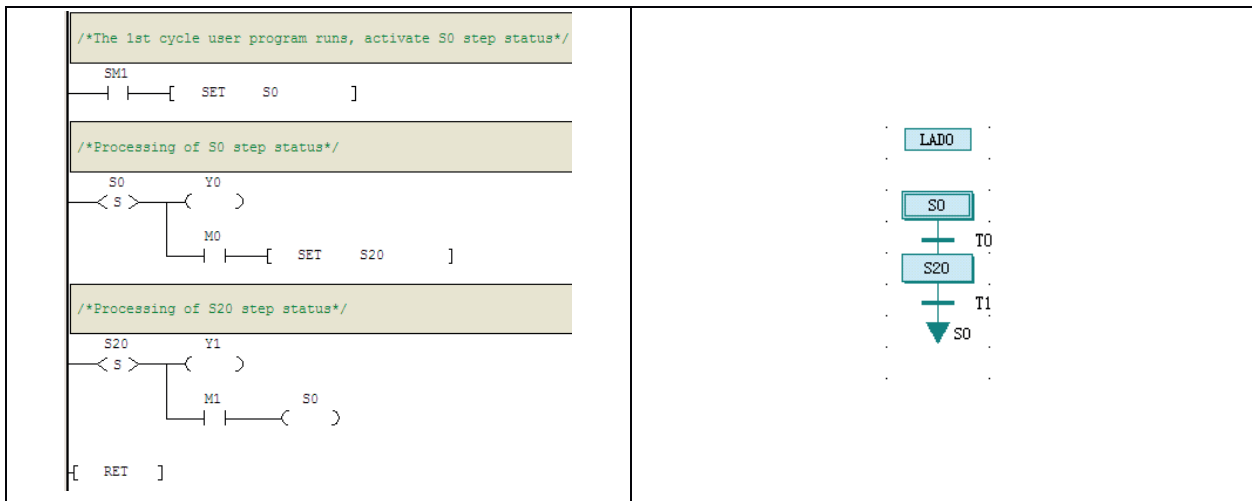 /*The 1st cycle user program runs, activate S0 step status*/
SM1
SET S0
/*Processing of S0 step status*/
S0 Y0
S
M0
SET S20
/*Processing of S20 step status*/
S20 Y1
S
M1 S0
RET
LAD0
S0
T0
S20
T1
S0